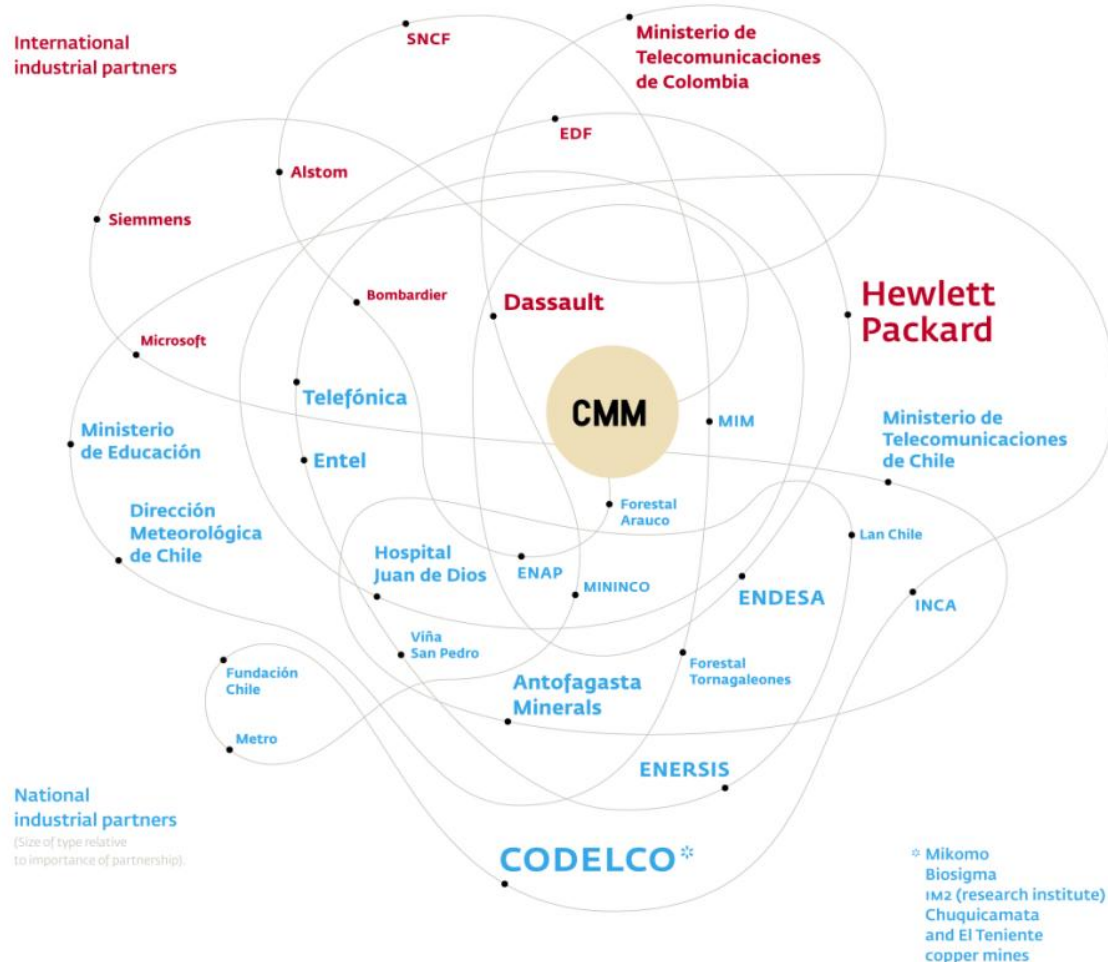 International
industrial partners
SNCF
Ministerio de
Telecomunicaciones
de Colombia
EDF
Alstom
Siemmens
Bombardier
Dassault
Hewlett
Packard
Microsoft
Telefónica
CMM
MIM
Ministerio de
Telecomunicaciones
de Chile
Ministerio
de Educación
Entel
Forestal
Arauco
Dirección
Meteorológica
de Chile
Lan Chile
Hospital
Juan de Dios
ENAP
MININCO
ENDESA
INCA
Viña
San Pedro
Forestal
Tornagaleones
Fundación
Chile
Antofagasta
Minerals
Metro
ENERSIS
National
industrial partners
(Size of type relative
to importance of partnership).
CODELCO*
* Mikomo
Biosigma
IM2 (research institute)
Chuquicamata
and El Teniente
copper mines